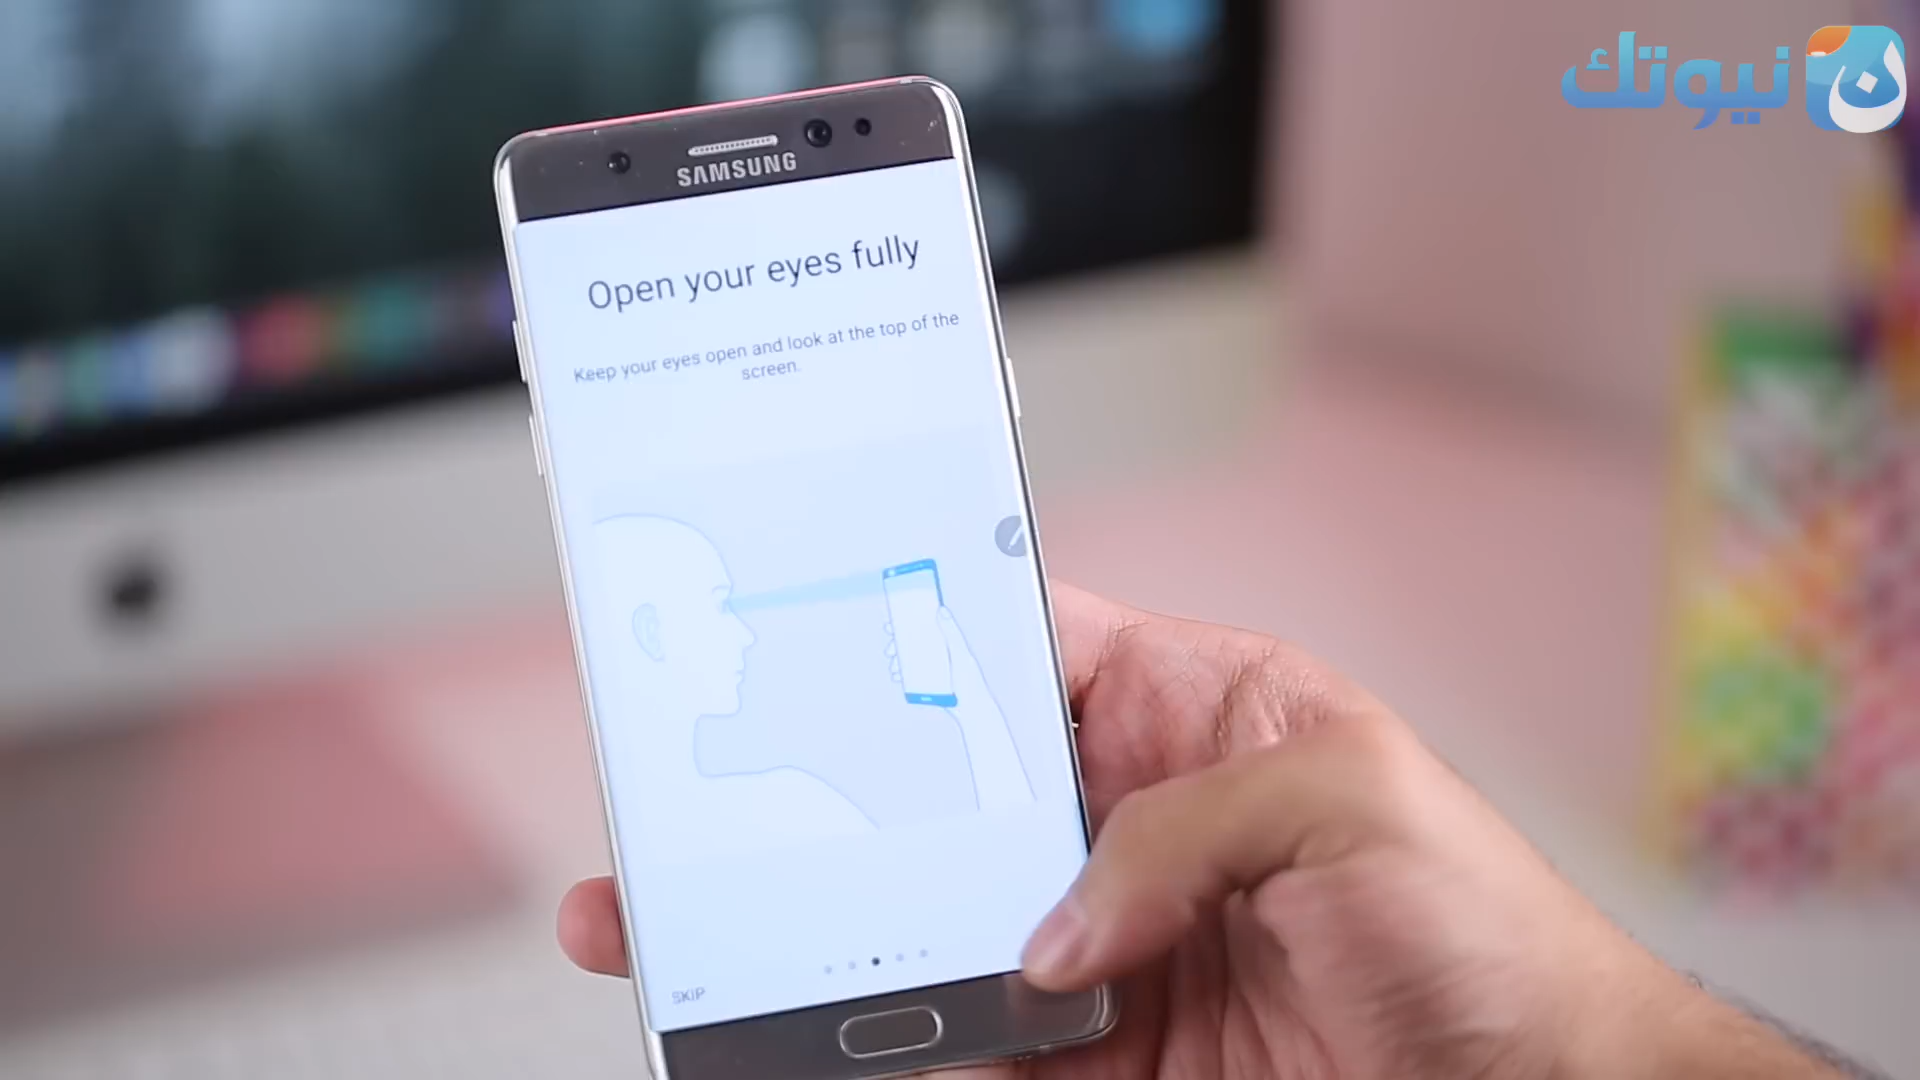 نيوتك
SAMSUNG
Open your eyes fully
Keep your eyes open and look at the top of the
screen.
SKIP